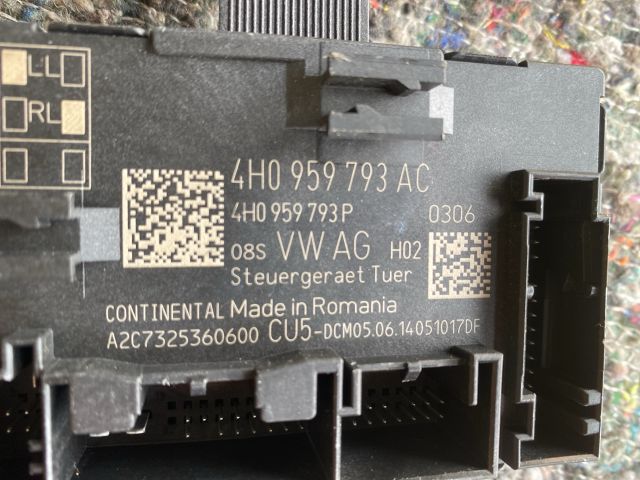 LL
RL
4H0 959 793 AC
4H0 959 793P 0306
08S VW AG H02
Steuergeraet Tuer
CONTINENTAL Made in Romania
A2C7325360600 CU5-DCM05.06.14051017DF